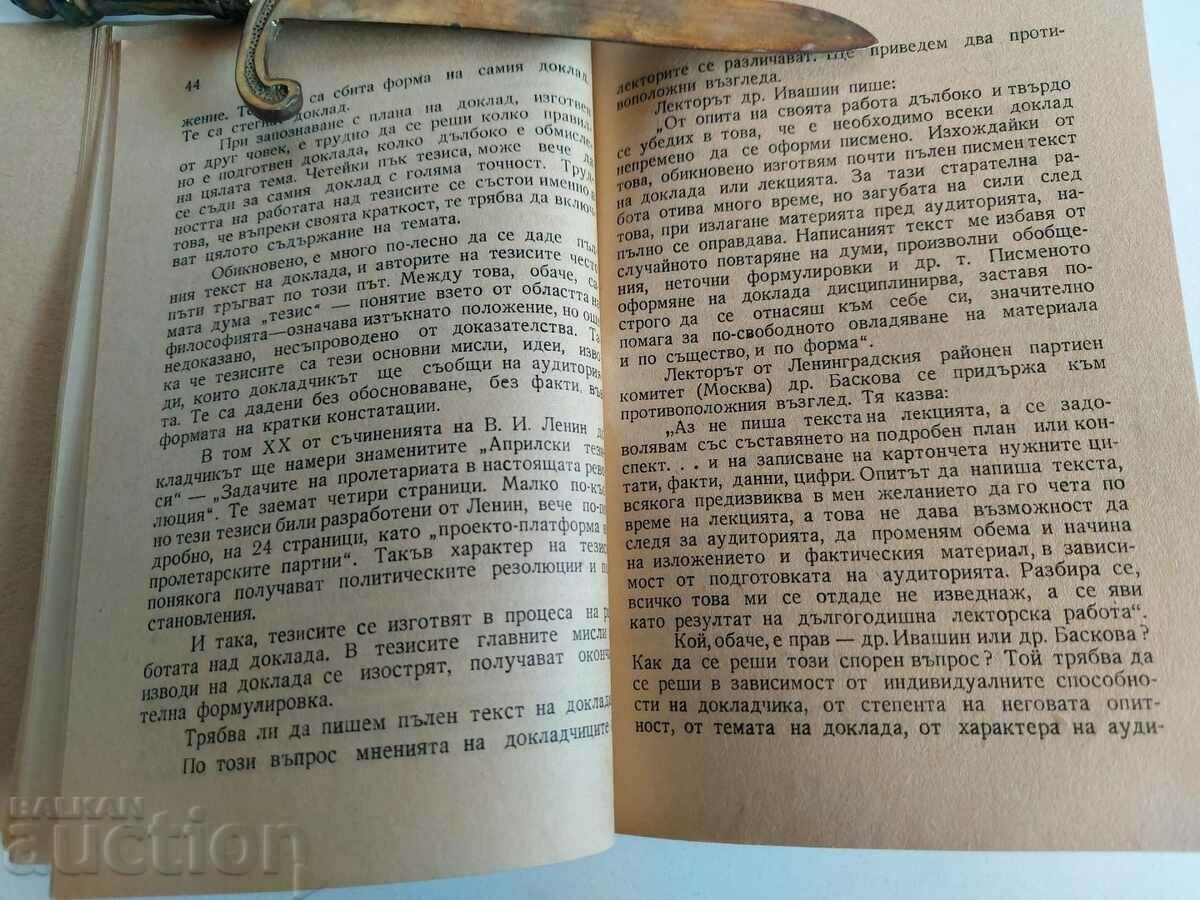 44
са сбита форма на самия доклад.
жение.
Те са стегнат доклад.
При запознаване с плана на доклад, изготвен
от друг човек, е трудно да се реши колко правил-
но е подготвен доклада, колко дълбоко е обмисле-
на цялата тема. Четейки пък тезиса, може вече да
се съди за самия доклад с голяма точност. Труд-
ността на работата над тезисите се състои именно в
това, че въпреки своята краткост, те трябва да включ-
ват цялото съдържание на темата.
Обикновено, е много по-лесно да се даде пъл-
ния текст на доклада, и авторите на тезисите често
пъти тръгват по този път. Между това, обаче, са-
мата дума „тезис“ — понятие взето от областта на
философията—означава изтъкнато положение, но още
недоказано, несъпроводено от доказателства. Та-
ка че тезисите са тези основни мисли, идеи, изво-
ди, които докладчикът ще съобщи на аудитория-
та. Те са дадени без обосноваване, без факти, във
формата на кратки констатации.
В том XX от съчиненията на В. И. Ленин до-
кладчикът ще намери знаменитите „Априлски тези-
си“ — „Задачите на пролетариата в настоящата рево-
люция“. Те заемат четири страници. Малко по-къс-
но тези тезиси били разработени от Ленин, вече по-по-
дробно, на 24 страници, като „проекто-платформа
пролетарските партии“. Такъв характер на тезиси
понякога получават политическите резолюции и по-
становления.
И така, тезисите се изготвят в процеса на ра-
ботата над доклада. В тезисите главните мисли
изводи на доклада се изострят, получават оконча-
телна формулировка.
Трябва ли да пишем пълен текст на доклада
По този въпрос мненията на докладчиците
лекторите се различават. Ще приведем два проти-
воположни възгледа.
Лекторът др. Ивашин пише:
„От опита на своята работа дълбоко и твърдо
се убедих в това, че е необходимо всеки доклад
непремено да се оформи писмено. Изхождайки от
това, обикновено изготвям почти пълен писмен текст
на доклада или лекцията. За тази старателна ра-
бота отива много време, но загубата на сили след
това, при излагане материята пред аудиторията, на-
пълно се оправдава. Написаният текст ме избавя от
случайното повтаряне на думи, произволни обобще-
ния, неточни формулировки и др. т. Писменото
оформяне на доклада дисциплинирва, заставя по-
строго да се отнасяш към себе си, значително
помага за по-свободното овладяване на материала
и по същество, и по форма“.
Лекторът от Ленинградския районен партиен
комитет (Москва) др. Баскова се придържа към
противоположния възглед. Тя казва:
„Аз не пиша текста на лекцията, а се задо-
волявам със съставянето на подробен план или кон-
спект. . . и на записване на картончета нужните ци-
тати, факти, данни, цифри. Опитът да напиша текста,
всякога предизвиква в мен желанието да го чета по
време на лекцията, а това не дава възможност да
следя за аудиторията, да променям обема и начина
на изложението и фактическия материал, в зависи-
мост от подготовката на аудиторията. Разбира се,
всичко това ми се отдаде не изведнаж, а се яви
като резултат на дългогодишна лекторска работа“.
Кой, обаче, е прав — др. Ивашин или др. Баскова?
Как да се реши този спорен въпрос? Той трябва да
се реши в зависимост от индивидуалните способно-
сти на докладчика, от степента на неговата опит-
ност, от темата на доклада, от характера на ауди-
BALKAN
auction